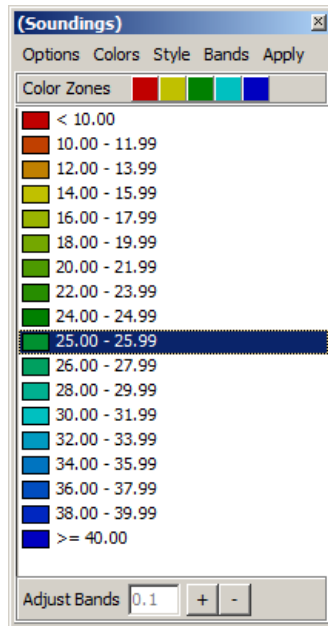 (Soundings)
Options Colors Style Bands Apply
Color Zones
< 10.00
10.00 - 11.99
12.00 - 13.99
14.00 - 15.99
16.00 - 17.99
18.00 - 19.99
20.00 - 21.99
22.00 - 23.99
24.00 - 24.99
25.00 - 25.99
26.00 - 27.99
28.00 - 29.99
30.00 - 31.99
32.00 - 33.99
34.00 - 35.99
36.00 - 37.99
38.00 - 39.99
>= 40.00
Adjust Bands 0.1 + -